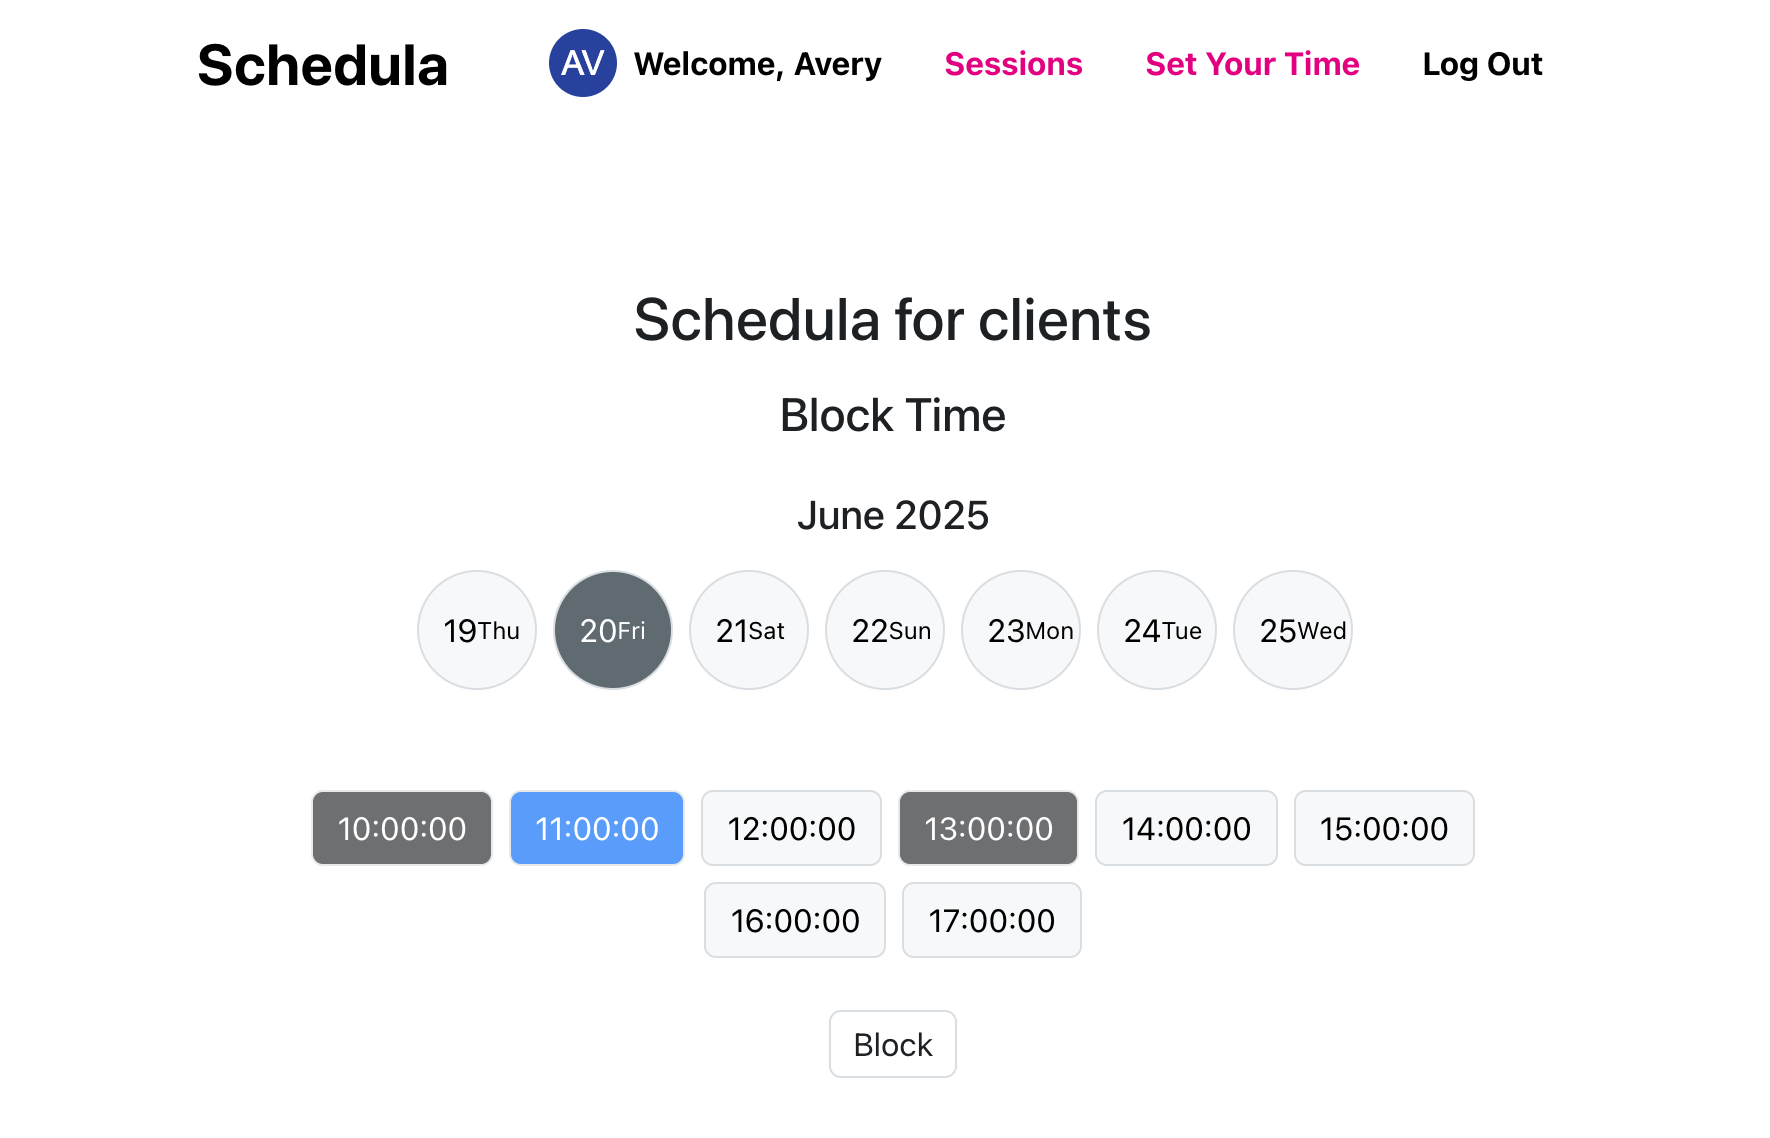 Schedula AV Welcome, Avery Sessions Set Your Time Log Out
Schedula for clients
Block Time
June 2025
19Thu 20Fri 21Sat 22Sun 23Mon 24Tue 25Wed
10:00:00 11:00:00 12:00:00 13:00:00 14:00:00 15:00:00
16:00:00 17:00:00
Block